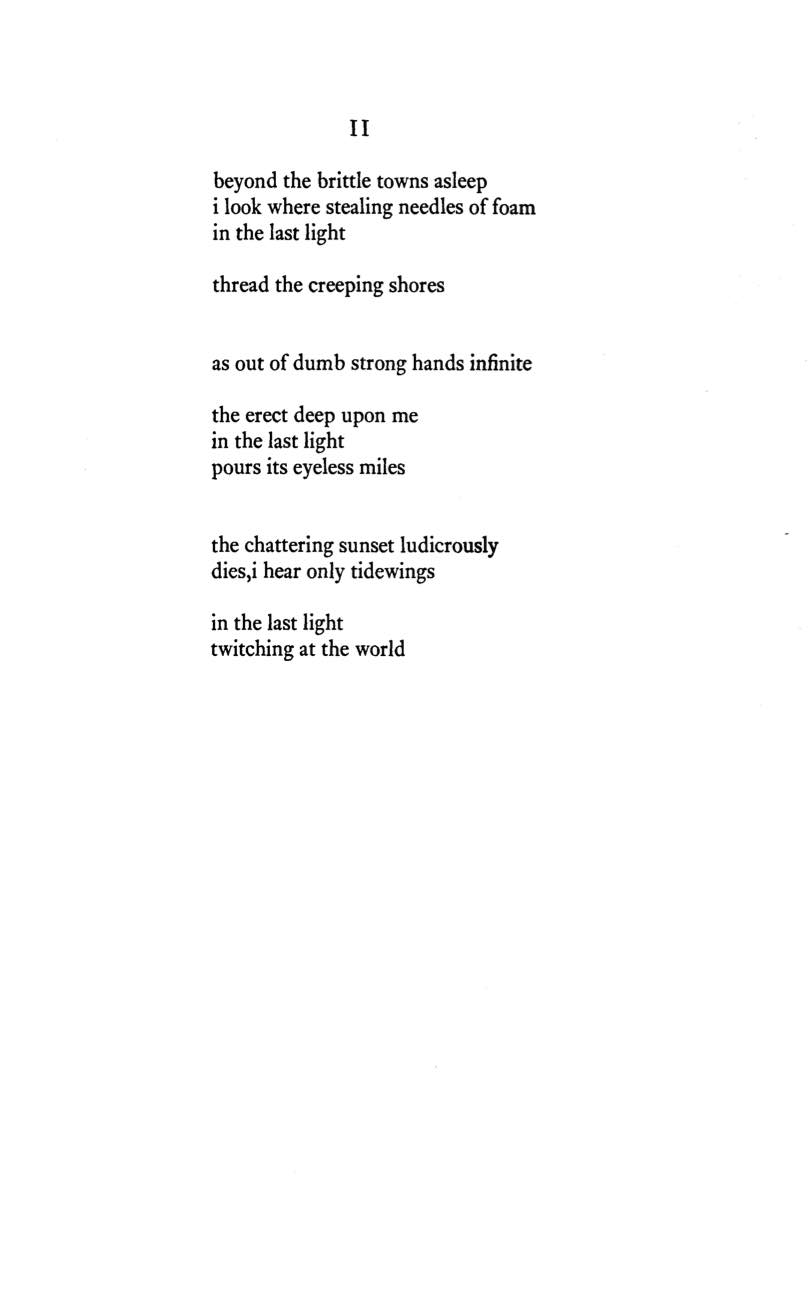 II
beyond the brittle towns asleep
i look where stealing needles of foam
in the last light
thread the creeping shores
as out of dumb strong hands infinite
the erect deep upon me
in the last light
pours its eyeless miles
the chattering sunset ludicrously
dies,i hear only tidewings
in the last light
twitching at the world